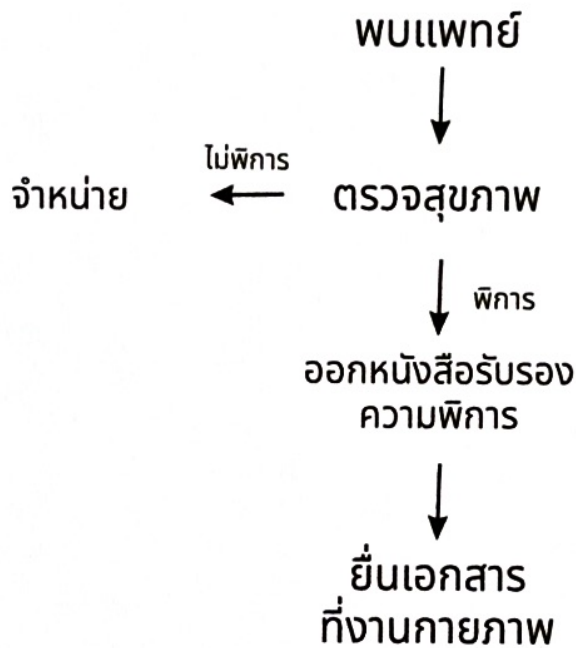 พบแพทย์
ไม่พิการ
จำหน่าย
ตรวจสุขภาพ
พิการ
ออกหนังสือรับรอง
ความพิการ
ยื่นเอกสาร
ที่งานกายภาพ